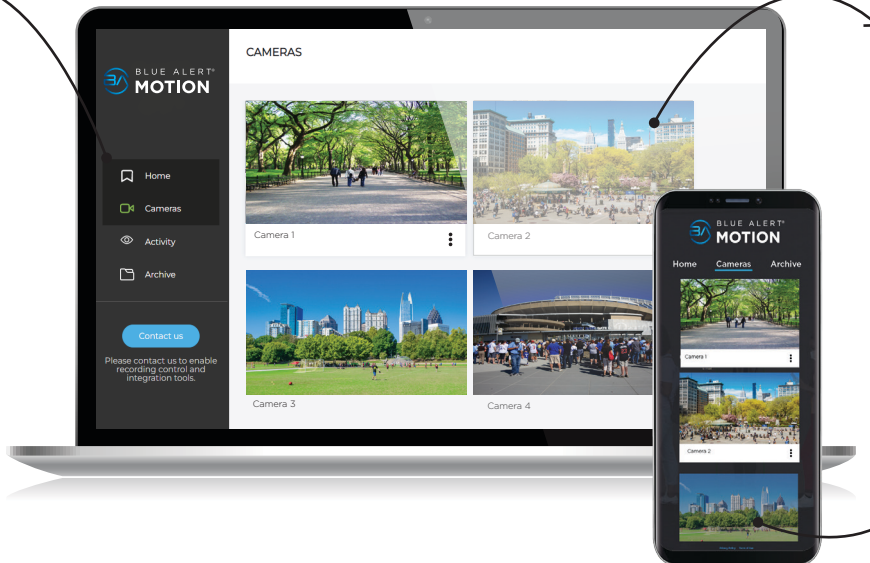 BLUE ALERT®
MOTION
Home
Cameras
Activity
Archive
Contact us
Please contact us to enable
recording control and
integration tools.
CAMERAS
Camera 1
Camera 2
Camera 3
Camera 4
BLUE ALERT®
MOTION
Home Cameras Archive
Camera 1
Camera 2